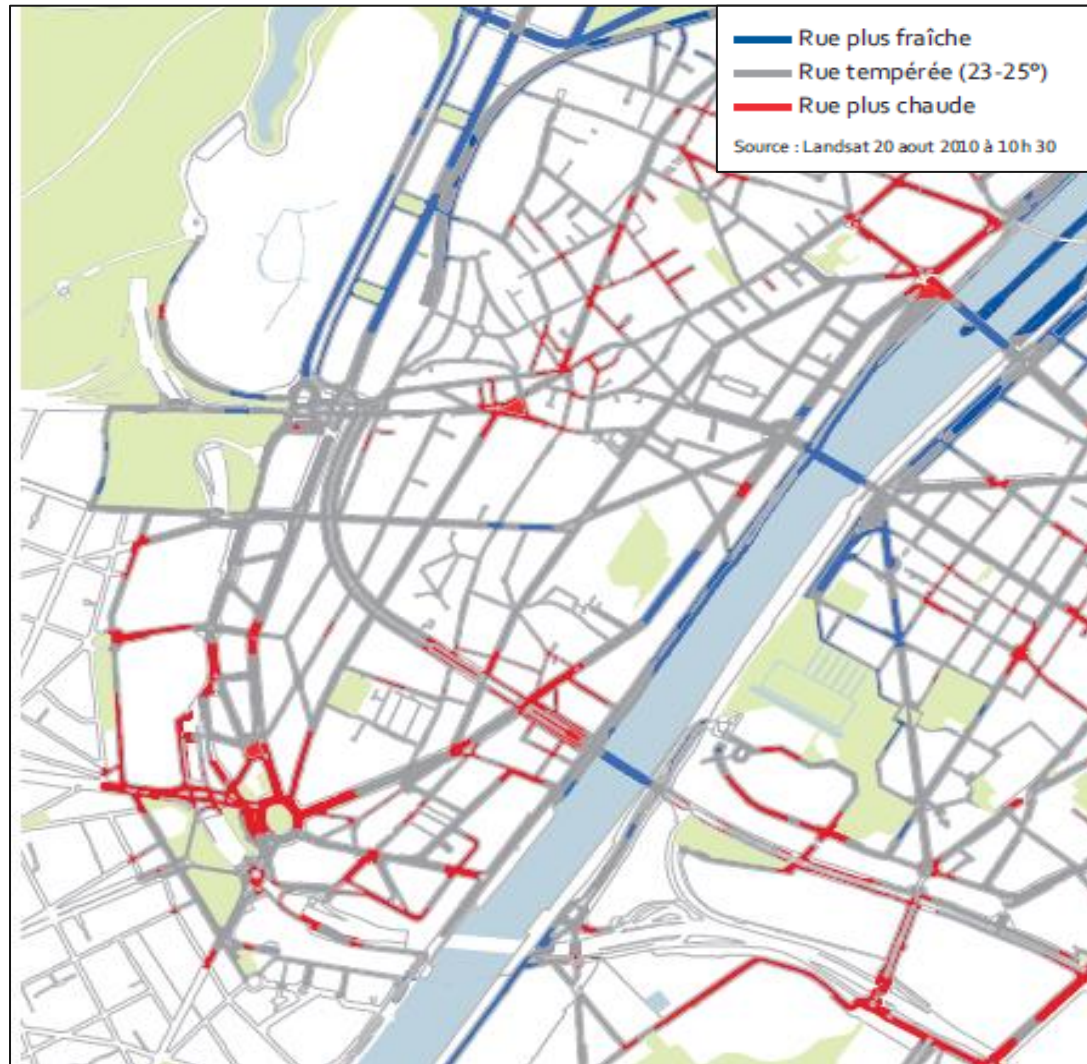 Rue plus fraîche
Rue tempérée (23-25°)
Rue plus chaude
Source : Landsat 20 aout 2010 à 10 h 30